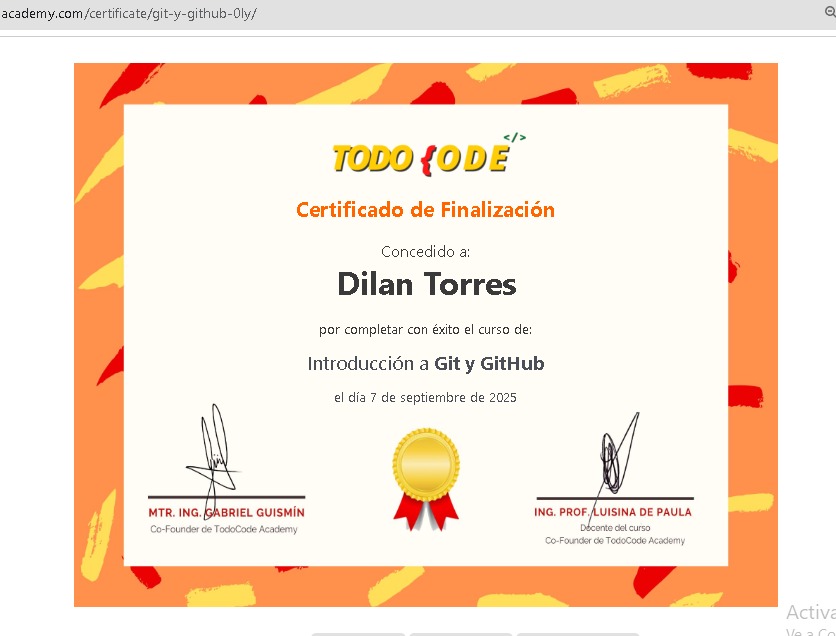 academy.com/certificate/git-y-github-0ly/
</>
TODO {ODE
Certificado de Finalización
Concedido a:
Dilan Torres
por completar con éxito el curso de:
Introducción a Git y GitHub
el día 7 de septiembre de 2025
MTR. ING. GABRIEL GUISMÍN
Co-Founder de TodoCode Academy
ING. PROF. LUISINA DE PAULA
Docente del curso
Co-Founder de TodoCode Academy
Activa
Ve a Co